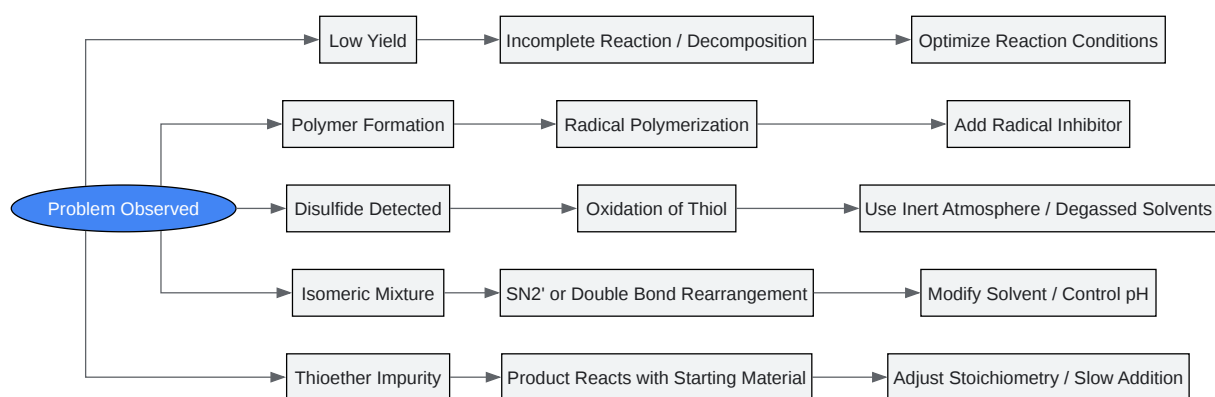 Low Yield
Incomplete Reaction / Decomposition
Optimize Reaction Conditions
Polymer Formation
Radical Polymerization
Add Radical Inhibitor
Problem Observed
Disulfide Detected
Oxidation of Thiol
Use Inert Atmosphere / Degassed Solvents
Isomeric Mixture
SN2' or Double Bond Rearrangement
Modify Solvent / Control pH
Thioether Impurity
Product Reacts with Starting Material
Adjust Stoichiometry / Slow Addition